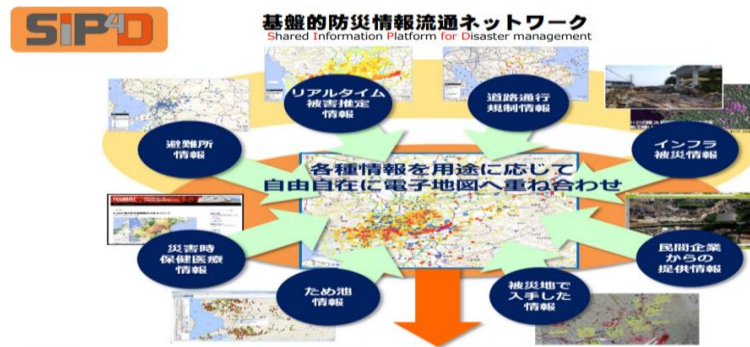 SiP4D
基盤的防災情報流通ネットワーク
Shared Information Platform for Disaster management
リアルタイム
被害推定
情報
道路通行
規制情報
避難所
情報
インフラ
被災情報
各種情報を用途に応じて
自由自在に電子地図へ重ね合わせ
災害時
保健医療
情報
民間企業
からの
提供情報
ため池
情報
被災地で
入手した
情報